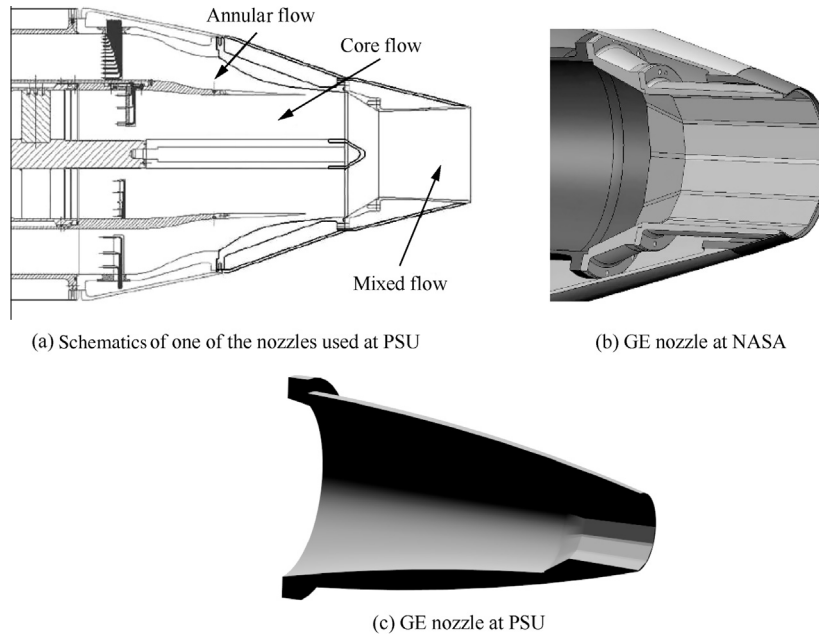 Annular flow
Core flow
Mixed flow
(a) Schematics of one of the nozzles used at PSU
(b) GE nozzle at NASA
(c) GE nozzle at PSU